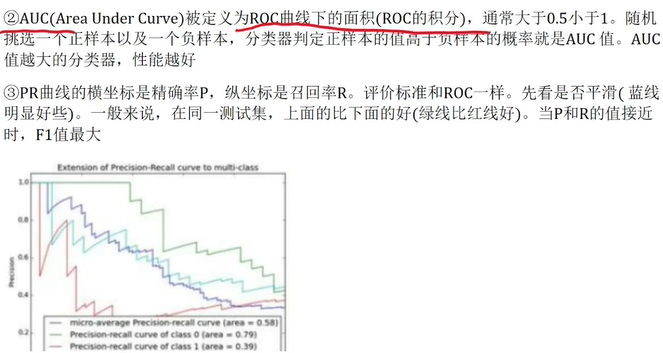 ②AUC(Area Under Curve)被定义为ROC曲线下的面积(ROC的积分)，通常大于0.5小于1。随机
挑选一个正样本以及一个负样本，分类器判定正样本的值高于负样本的概率就是AUC 值。AUC
值越大的分类器，性能越好
③PR曲线的横坐标是精确率P，纵坐标是召回率R。评价标准和ROC一样。先看是否平滑( 蓝线
明显好些)。一般来说，在同一测试集，上面的比下面的好(绿线比红线好)。当P和R的值接近
时，F1值最大
Extension of Precision-Recall curve to multi-class
1.0
0.8
0.6
0.4
0.2
Precision
micro-average Precision-recall curve (area = 0.58)
Precision-recall curve of class 0 (area = 0.79)
Precision-recall curve of class 1 (area = 0.39)